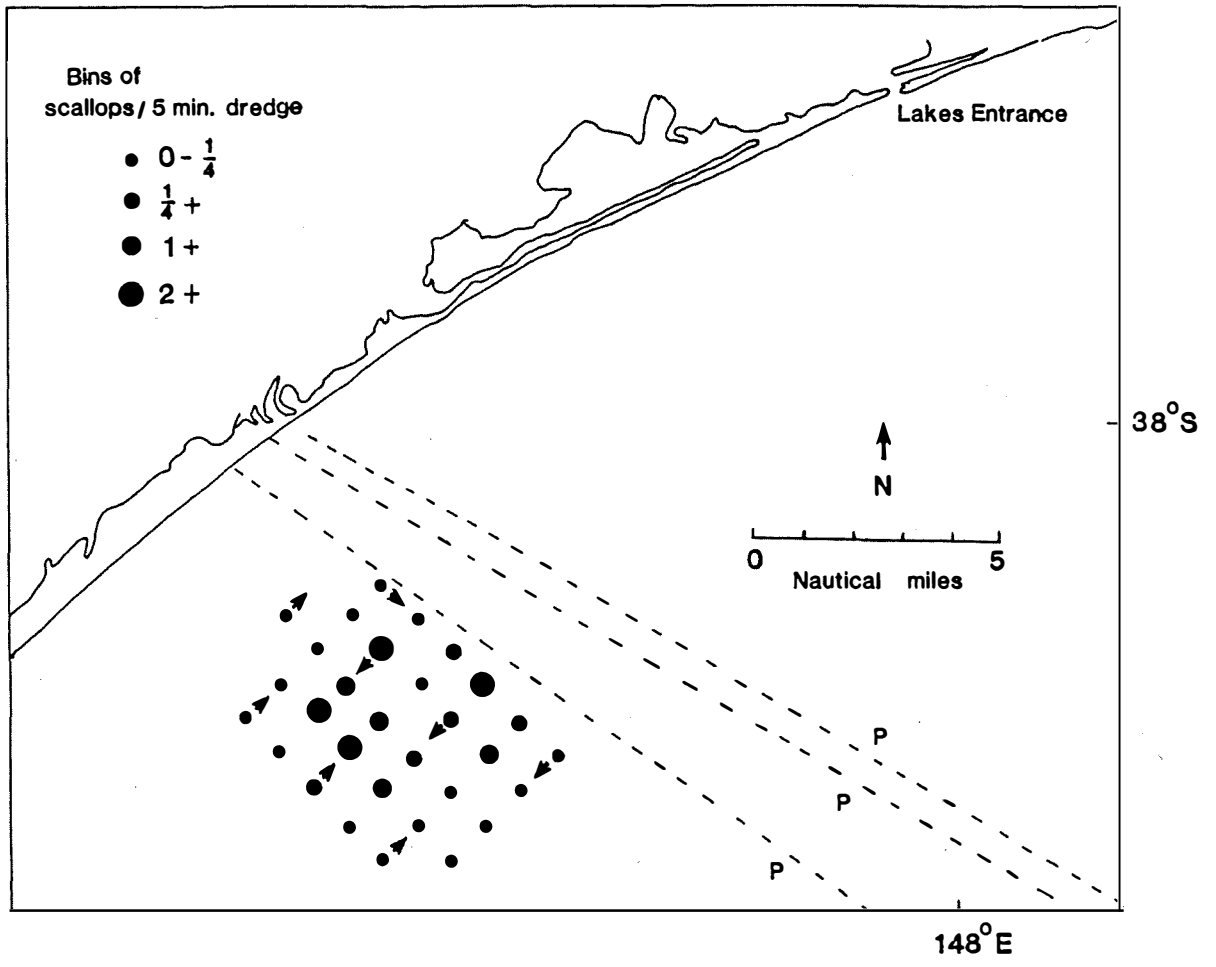 Bins of
scallops / 5 min. dredge
0 - 1/4
1/4 +
1 +
2 +
Lakes Entrance
38°S
N
0 5
Nautical miles
P
P
P
148°E